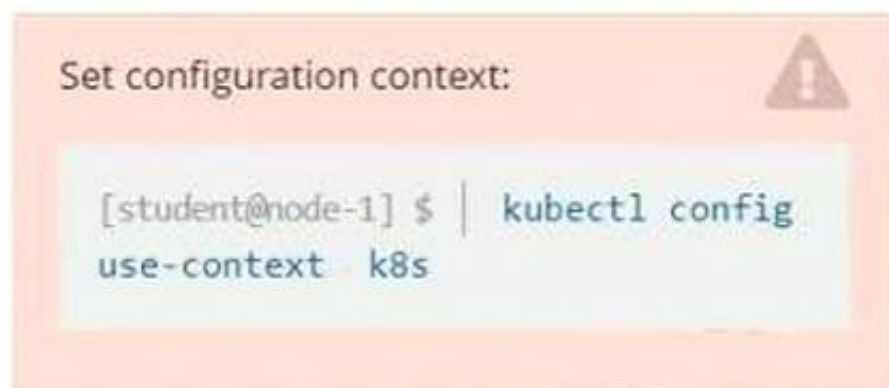 Set configuration context:
[student@node-1] $ | kubectl config
use-context k8s